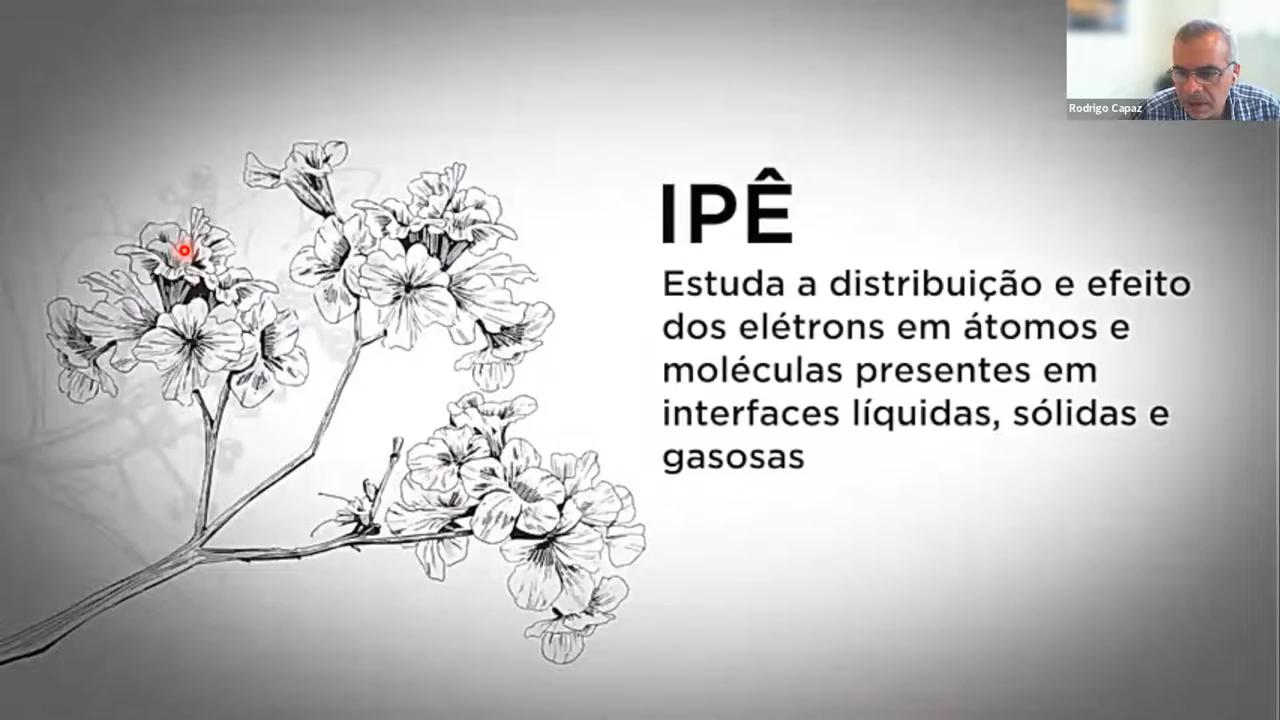 Rodrigo Capaz
IPÊ
Estuda a distribuição e efeito
dos elétrons em átomos e
moléculas presentes em
interfaces líquidas, sólidas e
gasosas